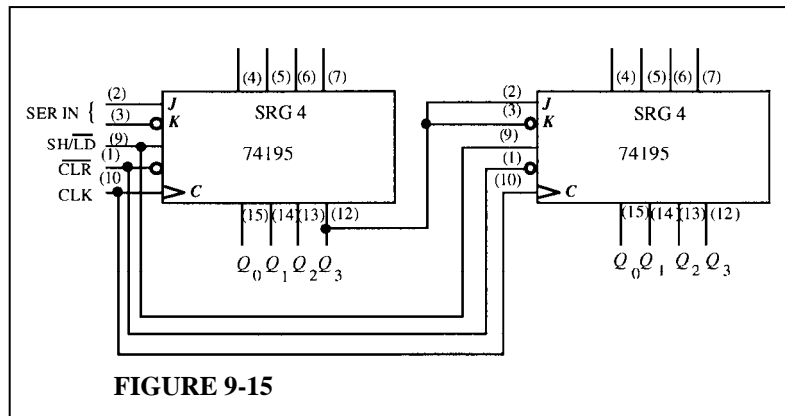 (4) (5) (6) (7)
(4) (5) (6) (7)
SER IN {
(2)
J
SRG 4
(3)
K
SH/L̅D̅
(9)
74195
C̅L̅R̅
(1)
CLK
(10
C
(15) (14) (13) (12)
Q0 Q1 Q2 Q3
(2)
J
SRG 4
(3)
K
(9)
74195
(1)
(10)
C
(15) (14) (13) (12)
Q0 Q1 Q2 Q3
FIGURE 9-15